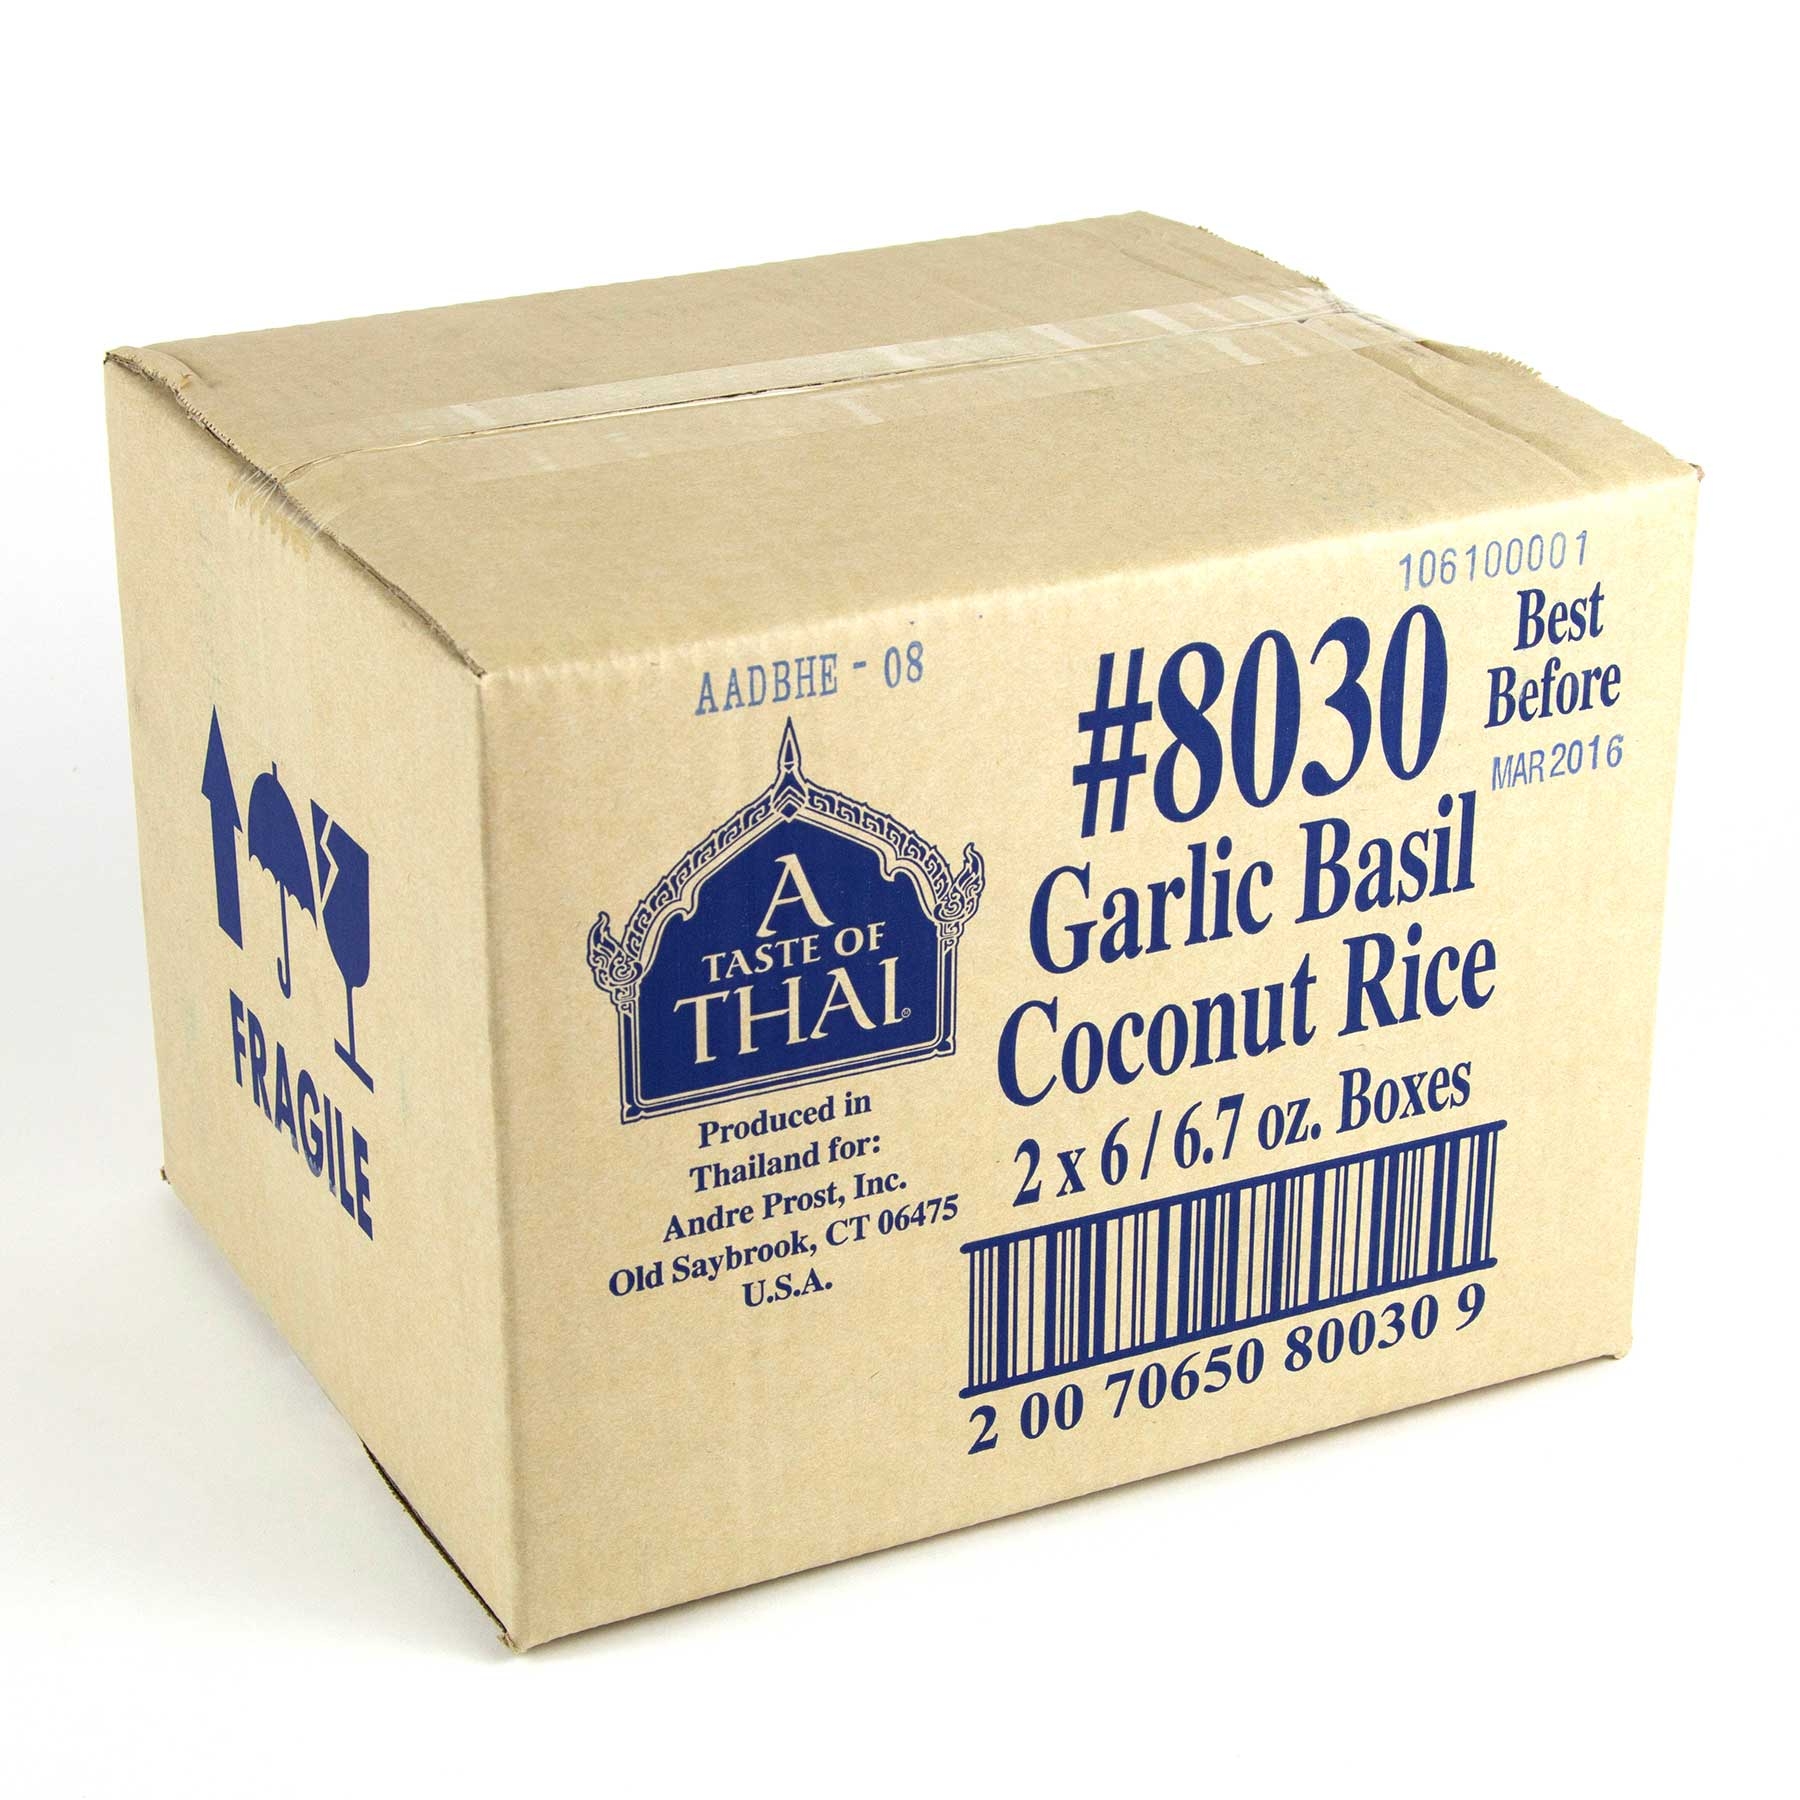 FRAGILE
AADBHE - 08
A
TASTE OF
THAI®
Produced in
Thailand for:
Andre Prost, Inc.
Old Saybrook, CT 06475
U.S.A.
106100001
#8030
Best
Before
MAR 2016
Garlic Basil
Coconut Rice
2 x 6 / 6.7 oz. Boxes
2 00 70650 80030 9